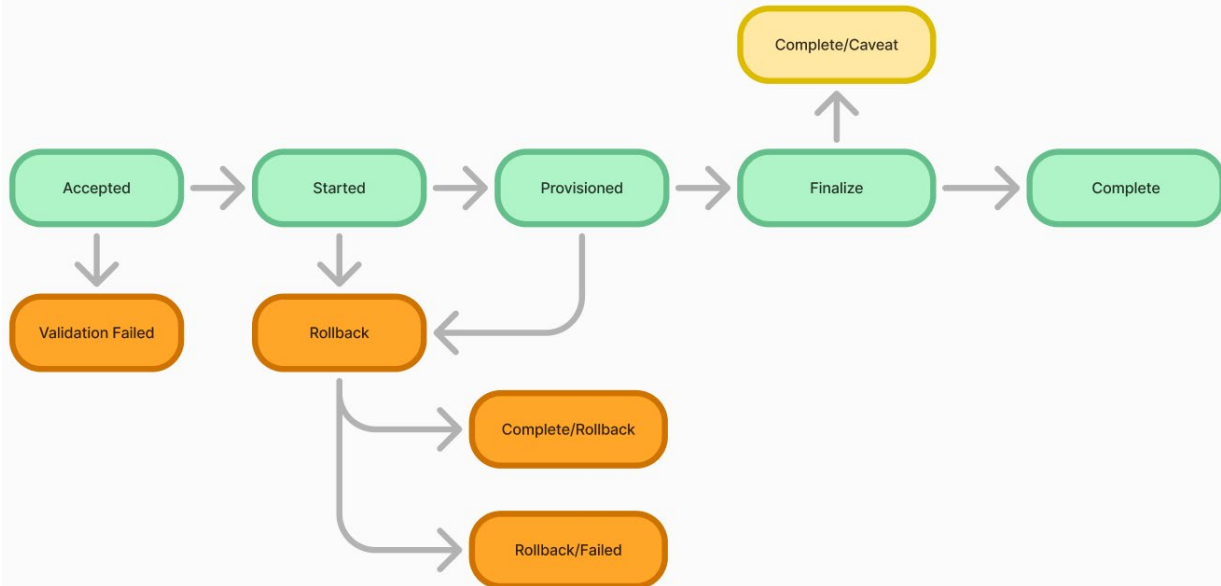 Complete/Caveat
Accepted
Started
Provisioned
Finalize
Complete
Validation Failed
Rollback
Complete/Rollback
Rollback/Failed